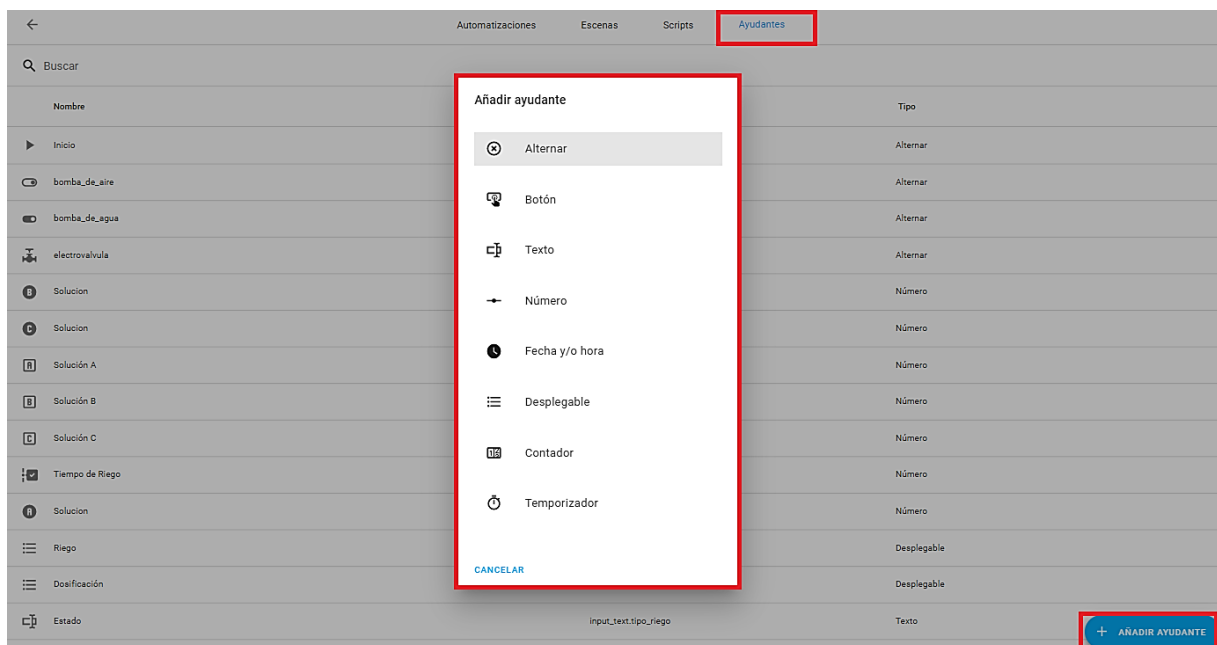 Automatizaciones Escenas Scripts Ayudantes
Buscar
Nombre Tipo
Inicio Alternar
bomba_de_aire Alternar
bomba_de_agua Alternar
electrovalvula Alternar
B Solucion Número
C Solucion Número
A Solución A Número
B Solución B Número
C Solución C Número
Tiempo de Riego Número
A Solucion Número
Riego Desplegable
Dosificación Desplegable
Estado input_text.tipo_riego Texto
Añadir ayudante
Alternar
Botón
Texto
Número
Fecha y/o hora
Desplegable
Contador
Temporizador
CANCELAR
+ AÑADIR AYUDANTE